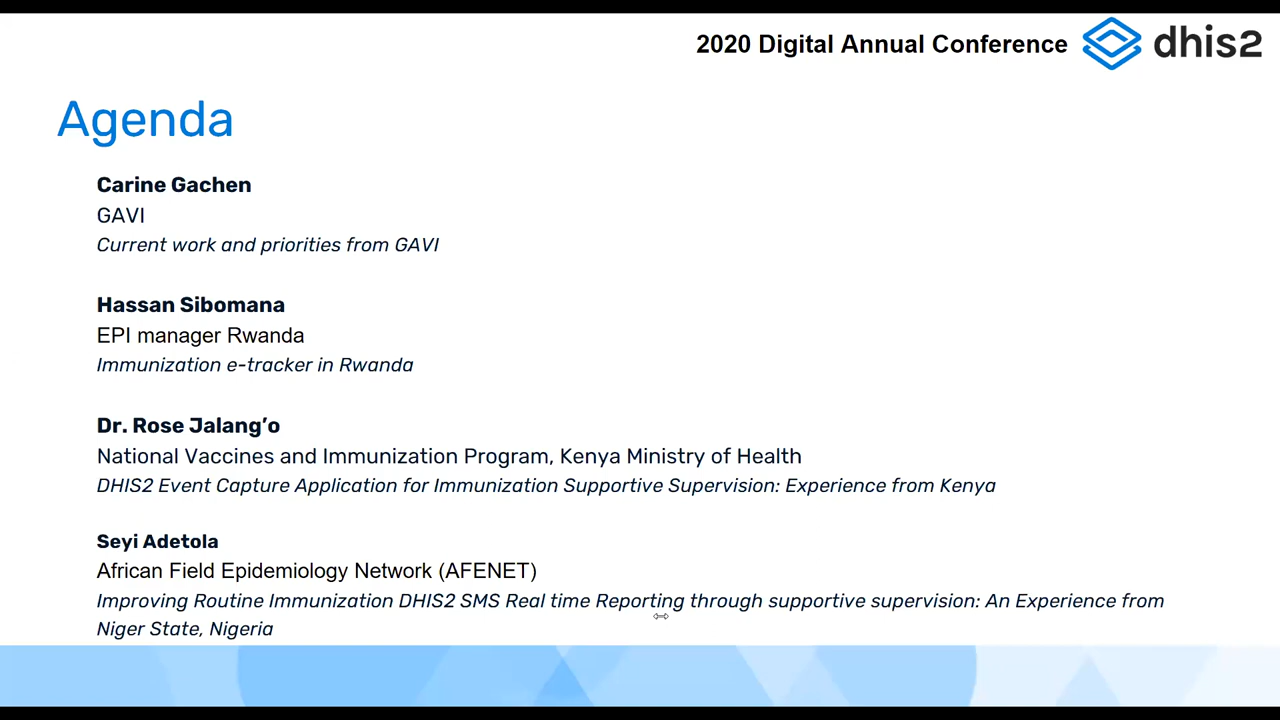 2020 Digital Annual Conference dhis2
Agenda
Carine Gachen
GAVI
Current work and priorities from GAVI
Hassan Sibomana
EPI manager Rwanda
Immunization e-tracker in Rwanda
Dr. Rose Jalang’o
National Vaccines and Immunization Program, Kenya Ministry of Health
DHIS2 Event Capture Application for Immunization Supportive Supervision: Experience from Kenya
Seyi Adetola
African Field Epidemiology Network (AFENET)
Improving Routine Immunization DHIS2 SMS Real time Reporting through supportive supervision: An Experience from
Niger State, Nigeria